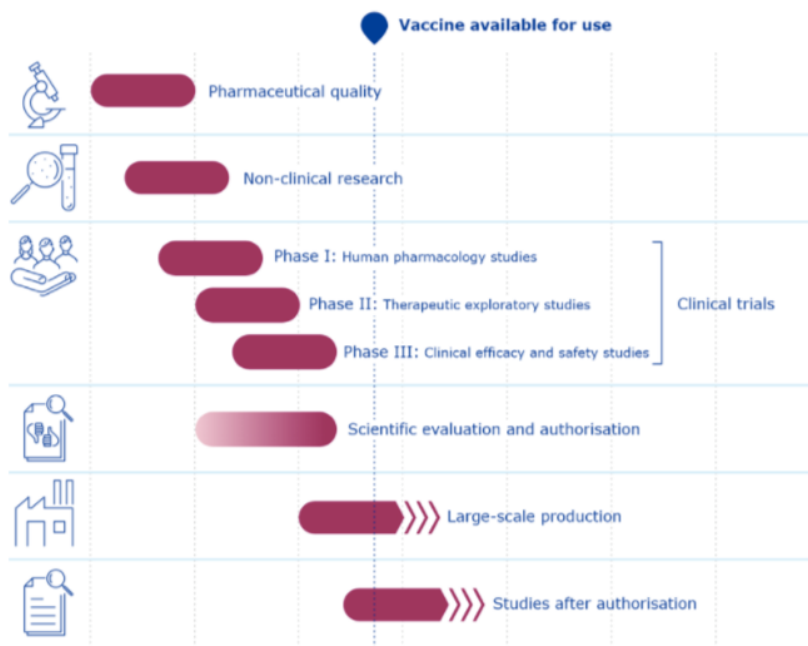 Vaccine available for use
Pharmaceutical quality
Non-clinical research
Phase I: Human pharmacology studies
Phase II: Therapeutic exploratory studies
Clinical trials
Phase III: Clinical efficacy and safety studies
Scientific evaluation and authorisation
Large-scale production
Studies after authorisation